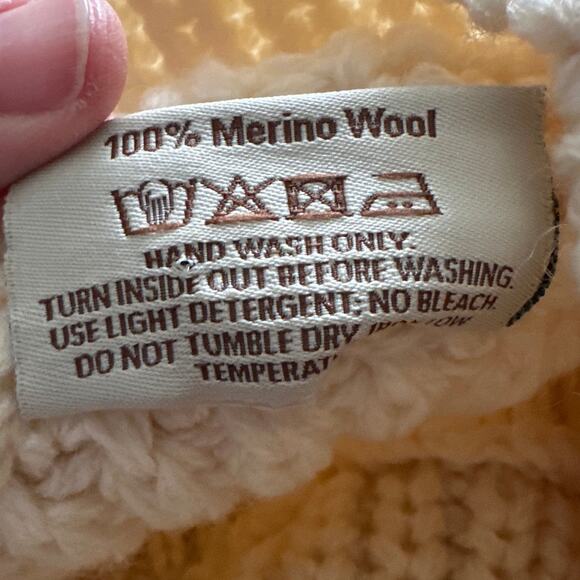 100% Merino Wool
HAND WASH ONLY.
TURN INSIDE OUT BEFORE WASHING.
USE LIGHT DETERGENT; NO BLEACH.
DO NOT TUMBLE DRY